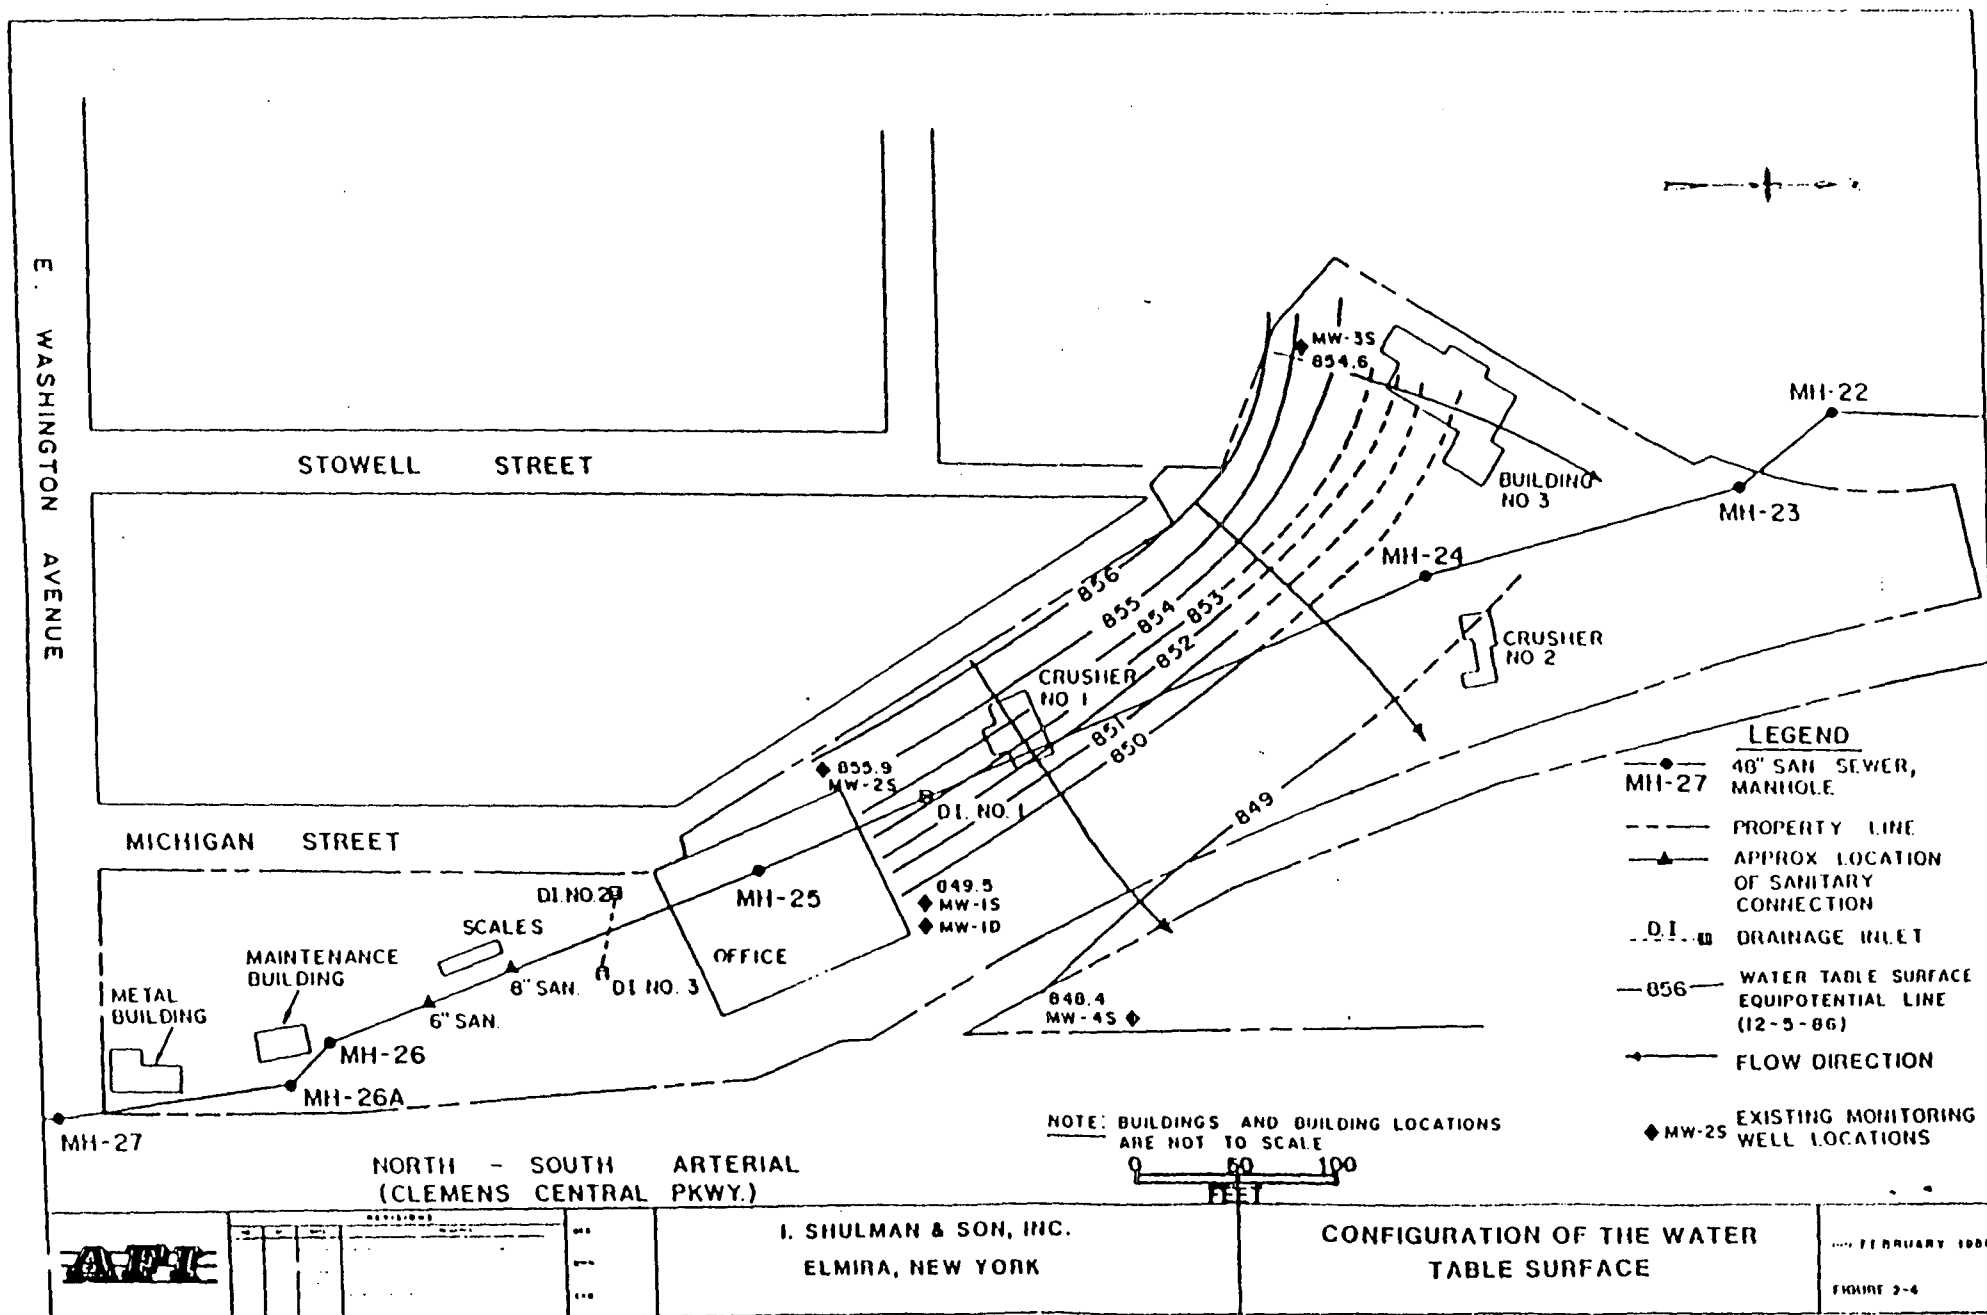 E. WASHINGTON AVENUE
STOWELL STREET
MICHIGAN STREET
MW-3S
854.6
MH-22
BUILDING
NO 3
MH-23
MH-24
CRUSHER
NO 2
856
855
854
853
852
851
850
849
CRUSHER
NO 1
855.9
MW-2S
D.I. NO. 1
MH-25
D.I. NO. 2
SCALES
OFFICE
849.5
MW-1S
MW-1D
MAINTENANCE
BUILDING
8" SAN.
D.I. NO. 3
METAL
BUILDING
6" SAN.
848.4
MW-4S
MH-26
MH-26A
MH-27
NORTH - SOUTH ARTERIAL
(CLEMENS CENTRAL PKWY.)
NOTE: BUILDINGS AND BUILDING LOCATIONS
ARE NOT TO SCALE
0 50 100
FEET
LEGEND
MH-27
48" SAN SEWER,
MANHOLE
PROPERTY LINE
APPROX LOCATION
OF SANITARY
CONNECTION
D.I
DRAINAGE INLET
856
WATER TABLE SURFACE
EQUIPOTENTIAL LINE
(12-5-86)
FLOW DIRECTION
MW-2S
EXISTING MONITORING
WELL LOCATIONS
REVISIONS
I. SHULMAN & SON, INC.
ELMIRA, NEW YORK
CONFIGURATION OF THE WATER
TABLE SURFACE
FEBRUARY
FIGURE 2-4